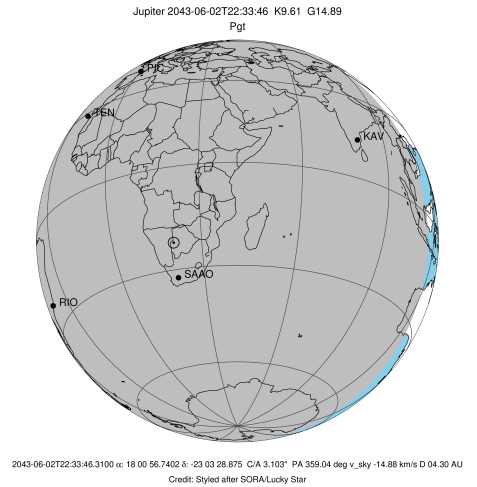 Jupiter 2043-06-02T22:33:46 K9.61 G14.89
Pgt
PIC
TEN
KAV
SAAO
RIO
2043-06-02T22:33:46.3100 α: 18 00 56.7402 δ: -23 03 28.875 C/A 3.103" PA 359.04 deg v_sky -14.88 km/s D 04.30 AU
Credit: Styled after SORA/Lucky Star